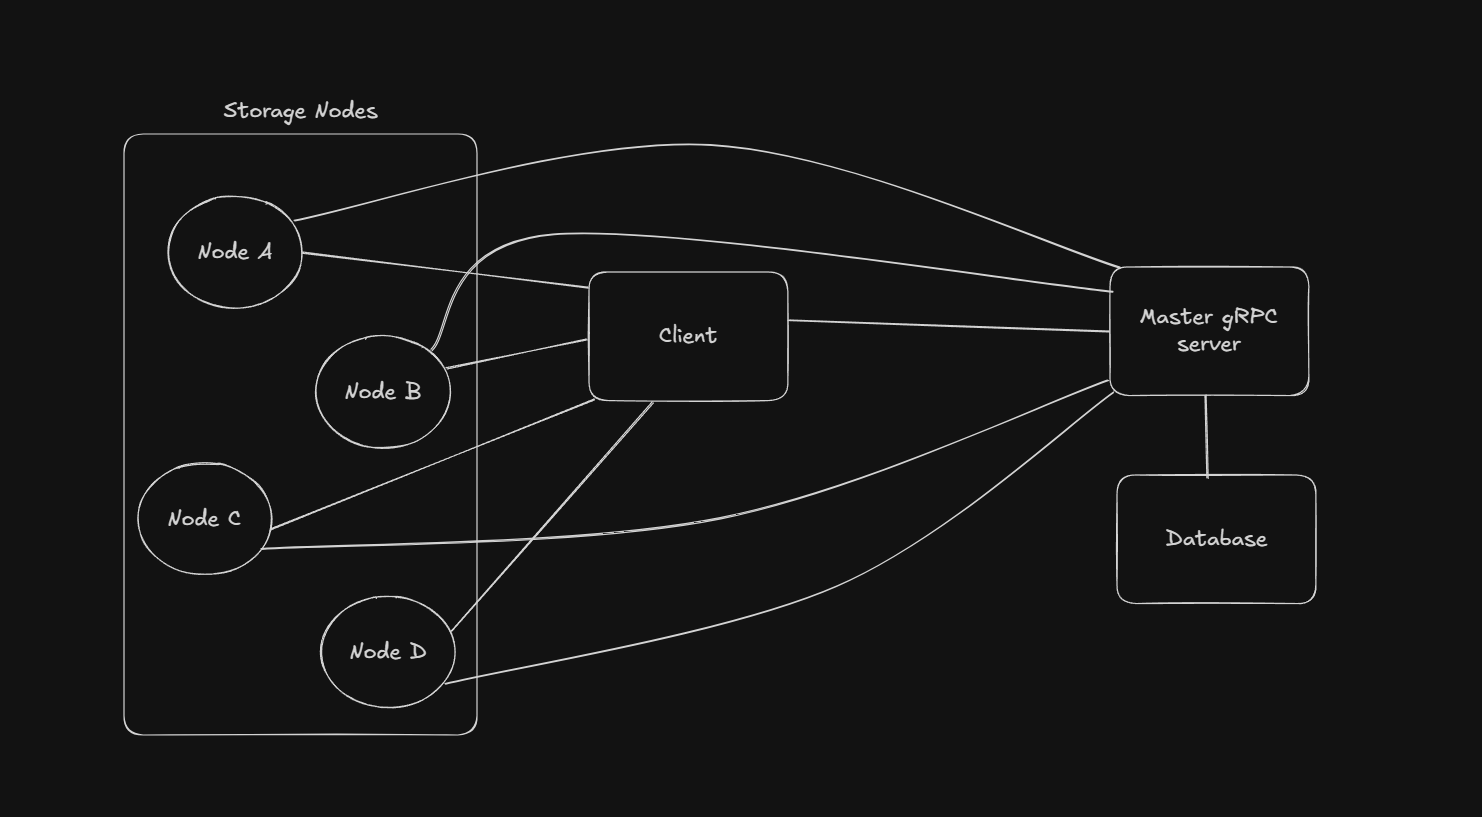 Storage Nodes
Node A
Client
Master gRPC
server
Node B
Node C
Database
Node D